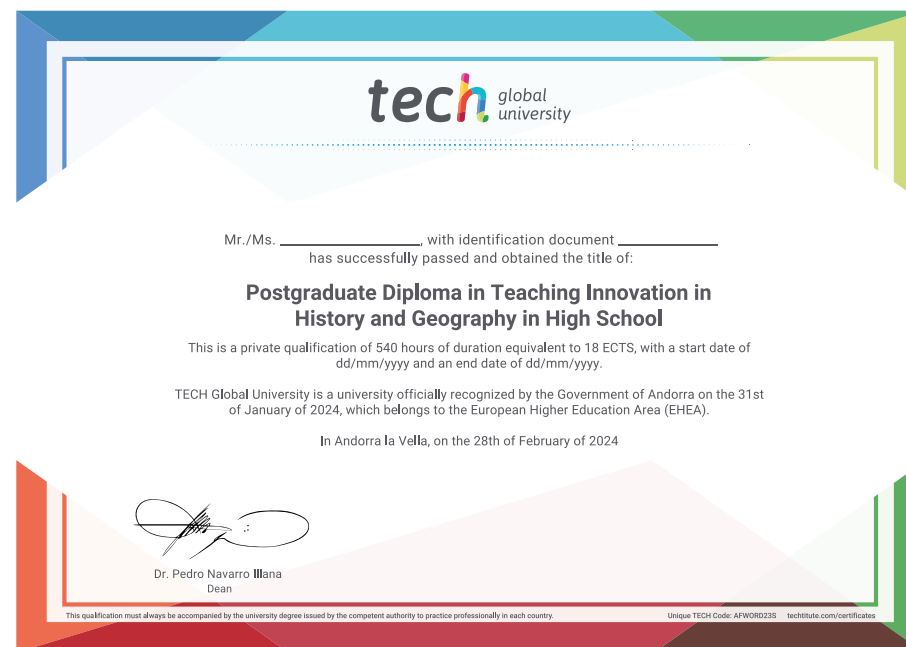 tech global university
Mr./Ms. ____________, with identification document ____________
has successfully passed and obtained the title of:
Postgraduate Diploma in Teaching Innovation in
History and Geography in High School
This is a private qualification of 540 hours of duration equivalent to 18 ECTS, with a start date of
dd/mm/yyyy and an end date of dd/mm/yyyy.
TECH Global University is a university officially recognized by the Government of Andorra on the 31st
of January of 2024, which belongs to the European Higher Education Area (EHEA).
In Andorra la Vella, on the 28th of February of 2024
Dr. Pedro Navarro Illana
Dean
This qualification must always be accompanied by the university degree issued by the competent authority to practice professionally in each country.
Unique TECH Code: AFWORD23S techtitute.com/certificates